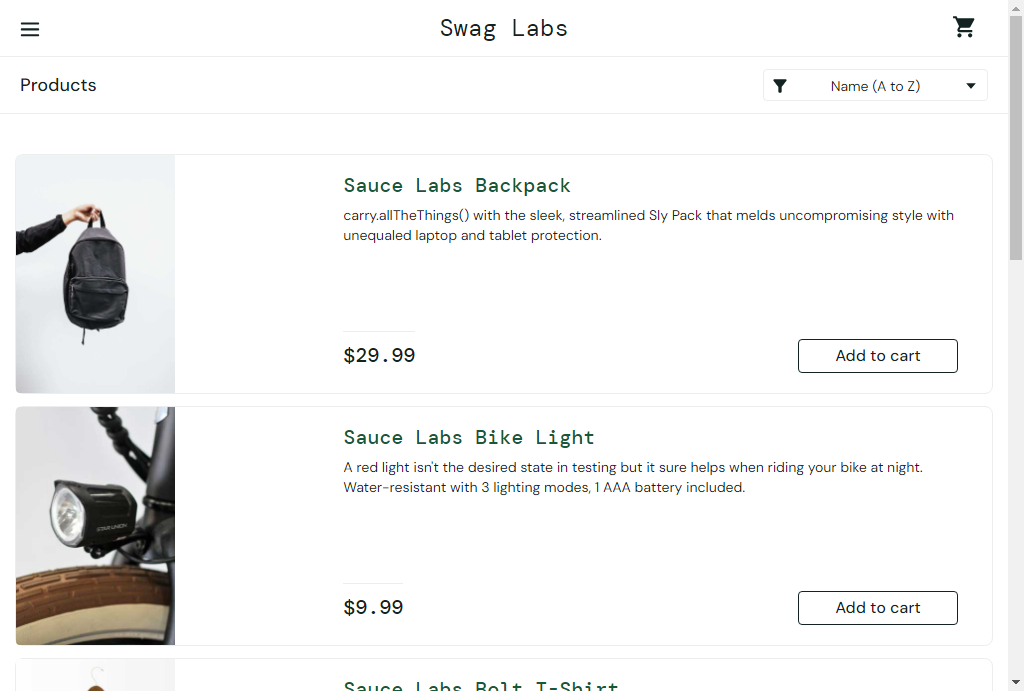 Swag Labs
Products
Name (A to Z)
Sauce Labs Backpack
carry.allTheThings() with the sleek, streamlined Sly Pack that melds uncompromising style with
unequaled laptop and tablet protection.
$29.99
Add to cart
Sauce Labs Bike Light
A red light isn't the desired state in testing but it sure helps when riding your bike at night.
Water-resistant with 3 lighting modes, 1 AAA battery included.
$9.99
Add to cart
Sauce Labs Bolt T-Shirt